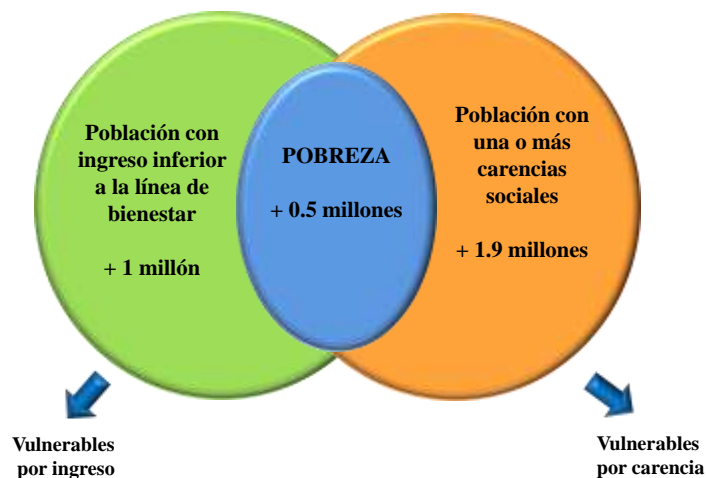 Población con
ingreso inferior
a la línea de
bienestar
+ 1 millón
POBREZA
+ 0.5 millones
Población con
una o más
carencias
sociales
+ 1.9 millones
Vulnerables
por ingreso
Vulnerables
por carencia